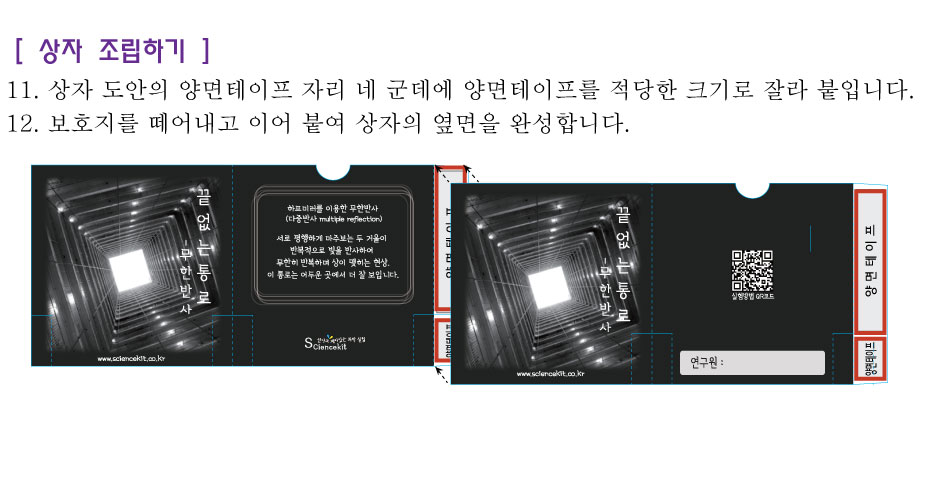 [ 상자 조립하기 ]
11. 상자 도안의 양면테이프 자리 네 군데에 양면테이프를 적당한 크기로 잘라 붙입니다.
12. 보호지를 떼어내고 이어 붙여 상자의 옆면을 완성합니다.
끝없는통로
무한반사
www.sciencekit.co.kr
하프미러를 이용한 무한반사
(다중반사 multiple reflection)
서로 평행하게 마주보는 두 거울이
반복적으로 빛을 반사하여
무한히 반복하며 상이 맺히는 현상.
이 통로는 어두운 곳에서 더 잘 보입니다.
Sciencekit
끝없는통로
-무한반사
www.sciencekit.co.kr
실험방법 QR코드
연구원 :
양면테이프
양면테이프